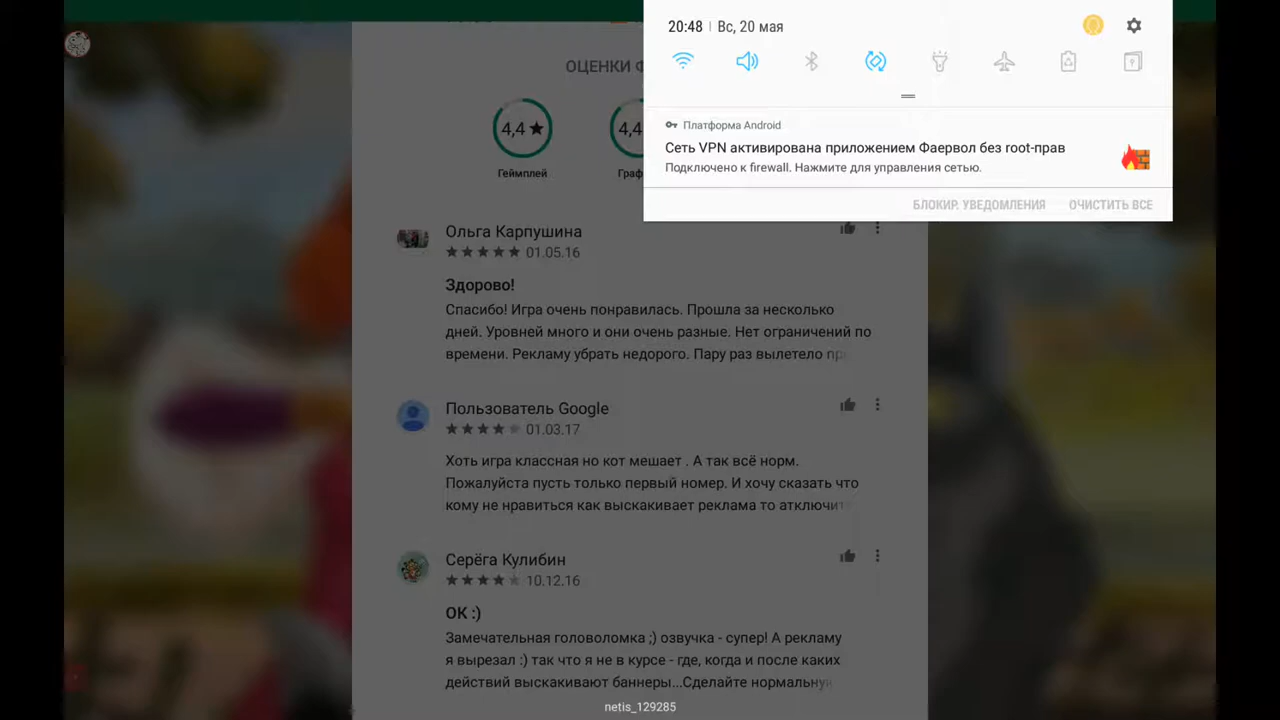 20:48 | Вс, 20 мая
Платформа Android
Сеть VPN активирована приложением Фаервол без root-прав
Подключено к firewall. Нажмите для управления сетью.
БЛОКИР. УВЕДОМЛЕНИЯ ОЧИСТИТЬ ВСЕ
ОЦЕНКИ
4,4 ★ 4,4
Геймплей
Ольга Карпушина
★★★★★ 01.05.16
Здорово!
Спасибо! Игра очень понравилась. Прошла за несколько
дней. Уровней много и они очень разные. Нет ограничений по
времени. Рекламу убрать недорого. Пару раз вылетело
Пользователь Google
★★★★★ 01.03.17
Хоть игра классная но кот мешает . А так всё норм.
Пожалуйста пусть только первый номер. И хочу сказать что
кому не нравиться как выскакивает реклама то атключит
Серёга Кулибин
★★★★★ 10.12.16
ОК :)
Замечательная головоломка ;) озвучка - супер! А рекламу
я вырезал :) так что я не в курсе - где, когда и после каких
действий выскакивают баннеры...Сделайте нормальну
netis_129285